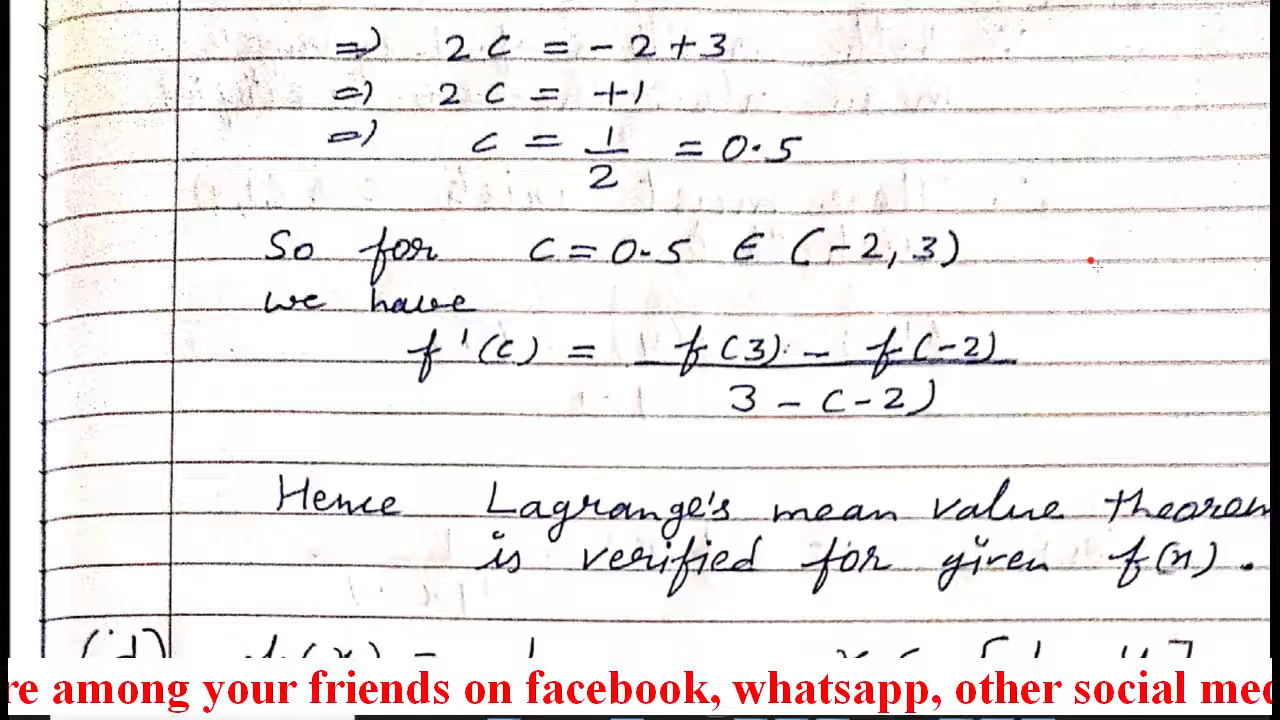 => 2 c = - 2 + 3
=> 2 c = +1
=> c = 1/2 = 0.5
So for c = 0.5 ∈ (-2, 3)
we have
f'(c) = f(3) - f(-2)
3 - (-2)
Hence Lagrange's mean value theorem
is verified for given f(x).
(d) f(x) =
re among your friends on facebook, whatsapp, other social med